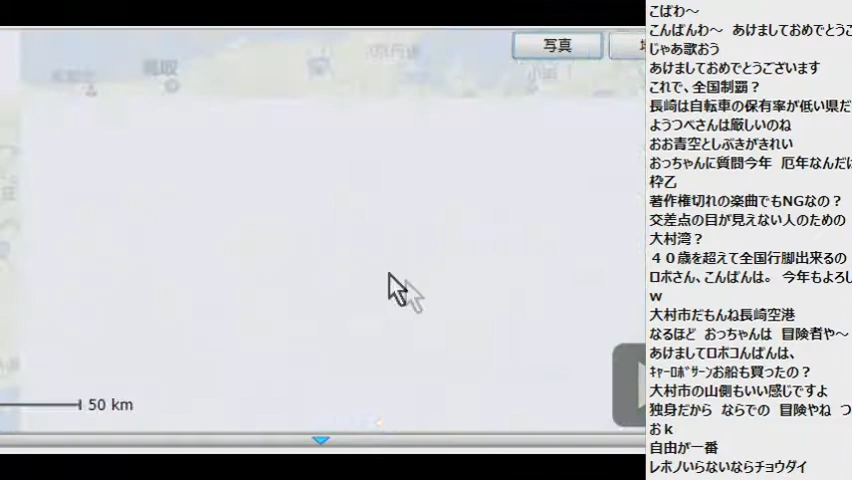 写真
鳥取
50 km
こばわ～
こんばんわ～ あけましておめでとうご
じゃあ歌おう
あけましておめでとうございます
これで、全国制覇？
長崎は自転車の保有率が低い県だ
ようつべさんは厳しいのね
おお青空としぶきがきれい
おっちゃんに質問今年 厄年なんだけ
枠乙
著作権切れの楽曲でもNGなの？
交差点の目が見えない人のための
大村湾？
４０歳を超えて全国行脚出来るの
ロボさん、こんばんは。 今年もよろし
w
大村市だもんね長崎空港
なるほど おっちゃんは 冒険者や～
あけましてロボコんばんは、
ｷｬｰﾛﾎﾞｻｰﾝお船も買ったの？
大村市の山側もいい感じですよ
独身だから ならでの 冒険やね つ
おｋ
自由が一番
レボノいらないならチョウダイ